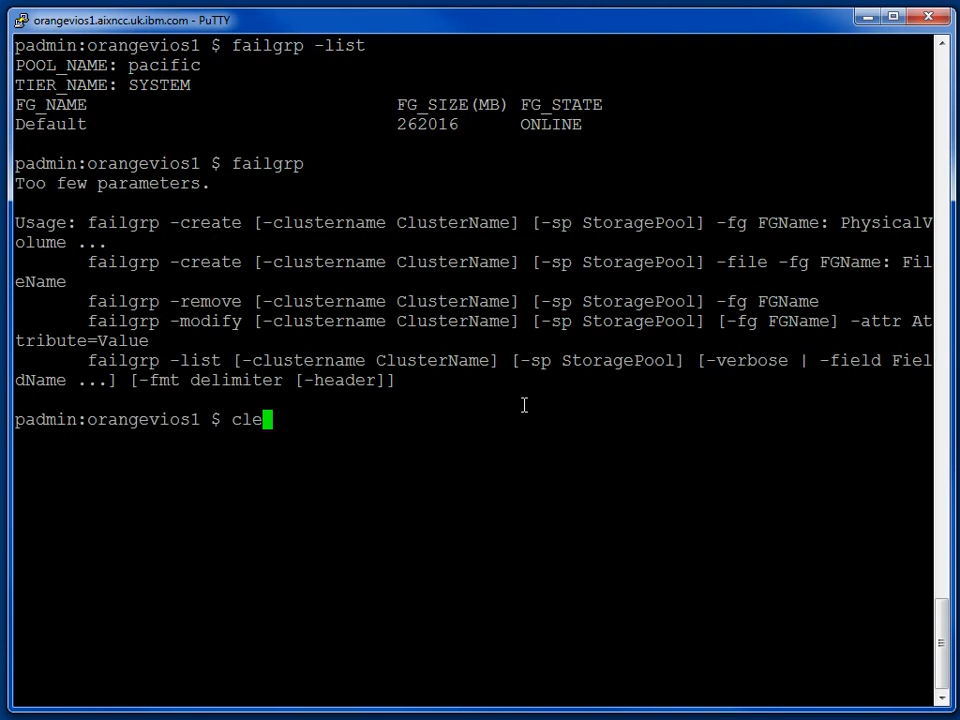 orangevios1.aixncc.uk.ibm.com - PuTTY
padmin:orangevios1 $ failgrp -list
POOL_NAME: pacific
TIER_NAME: SYSTEM
FG_NAME                              FG_SIZE(MB) FG_STATE
Default                              262016      ONLINE
padmin:orangevios1 $ failgrp
Too few parameters.
Usage: failgrp -create [-clustername ClusterName] [-sp StoragePool] -fg FGName: PhysicalV
olume ...
       failgrp -create [-clustername ClusterName] [-sp StoragePool] -file -fg FGName: Fil
eName
       failgrp -remove [-clustername ClusterName] [-sp StoragePool] -fg FGName
       failgrp -modify [-clustername ClusterName] [-sp StoragePool] [-fg FGName] -attr At
tribute=Value
       failgrp -list [-clustername ClusterName] [-sp StoragePool] [-verbose | -field Fiel
dName ...] [-fmt delimiter [-header]]
padmin:orangevios1 $ cle